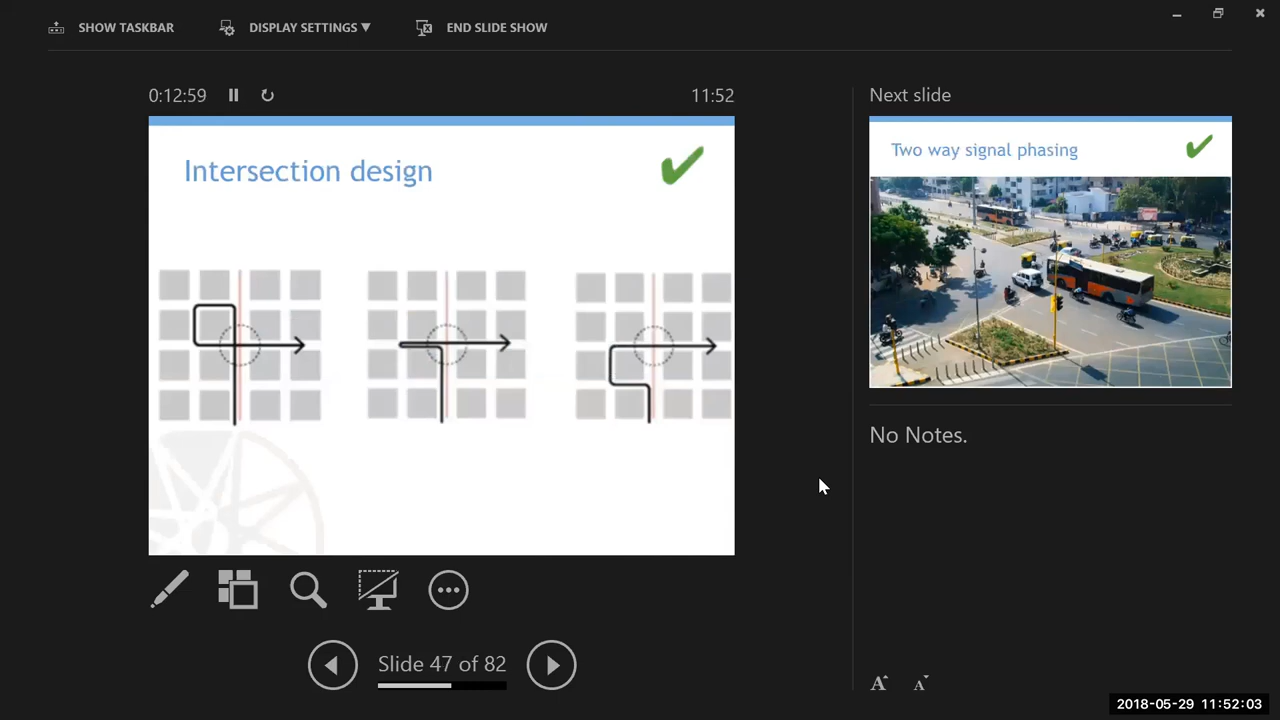 SHOW TASKBAR
DISPLAY SETTINGS ▼
END SLIDE SHOW
0:12:59
11:52
Next slide
Intersection design
Two way signal phasing
No Notes.
Slide 47 of 82
A A
2018-05-29 11:52:03